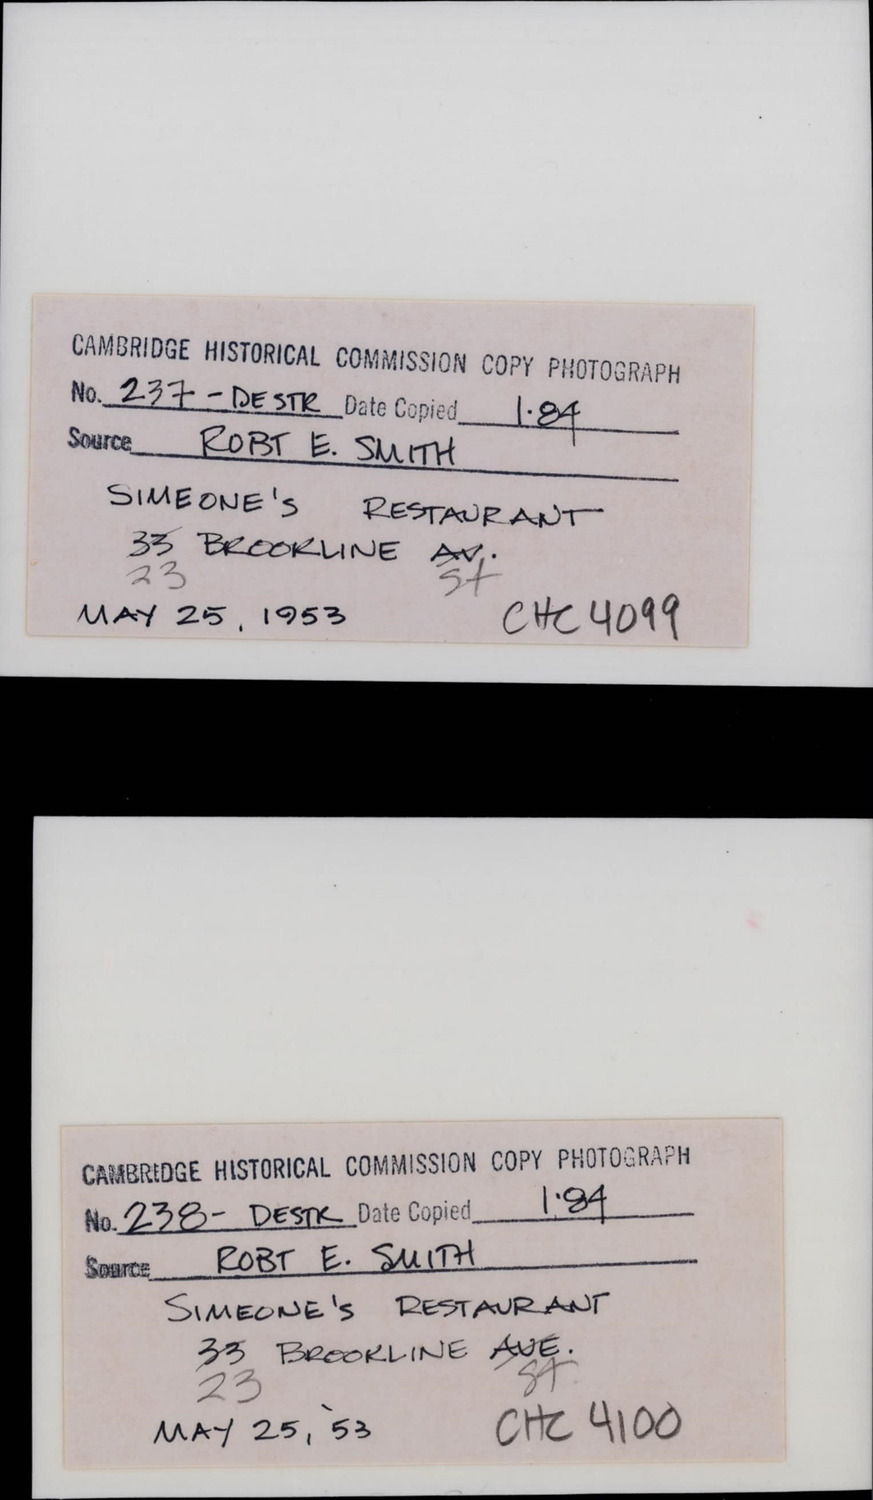 CAMBRIDGE HISTORICAL COMMISSION COPY PHOTOGRAPH
No. 237 - DESTR Date Copied 1·84
Source ROBT E. SMITH
SIMEONE'S RESTAURANT
33 BROOKLINE AV.
23 St
MAY 25, 1953 CHC 4099
CAMBRIDGE HISTORICAL COMMISSION COPY PHOTOGRAPH
No. 238- DESTR Date Copied 1·84
Source ROBT E. SMITH
SIMEONE'S RESTAURANT
33 BROOKLINE AVE.
23 St
MAY 25, '53 CHC 4100